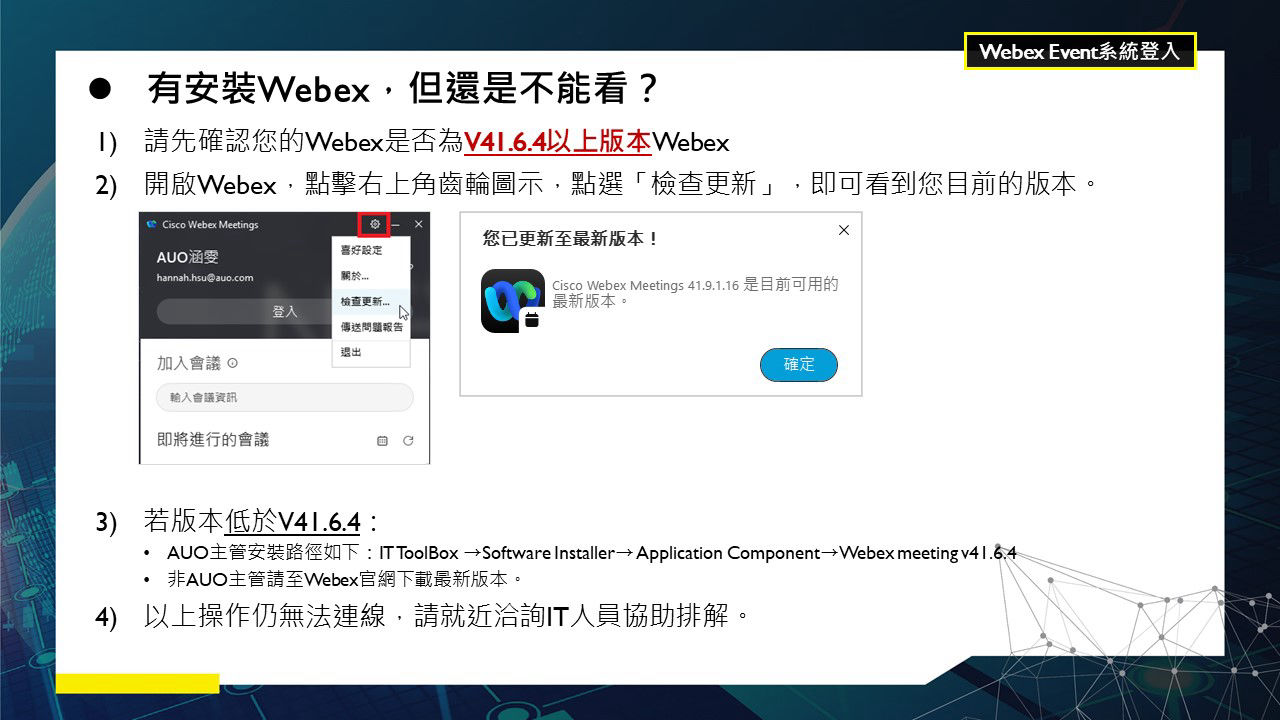 Webex Event系統登入
● 有安裝Webex，但還是不能看？
1) 請先確認您的Webex是否為V41.6.4以上版本Webex
2) 開啟Webex，點擊右上角齒輪圖示，點選「檢查更新」，即可看到您目前的版本。
Cisco Webex Meetings
AUO涵雯
hannah.hsu@auo.com
登入
喜好設定
關於...
檢查更新...
傳送問題報告
退出
加入會議
輸入會議資訊
即將進行的會議
您已更新至最新版本！
Cisco Webex Meetings 41.9.1.16 是目前可用的
最新版本。
確定
3) 若版本低於V41.6.4：
• AUO主管安裝路徑如下：IT ToolBox →Software Installer→ Application Component→Webex meeting v41.6.4
• 非AUO主管請至Webex官網下載最新版本。
4) 以上操作仍無法連線，請就近洽詢IT人員協助排解。